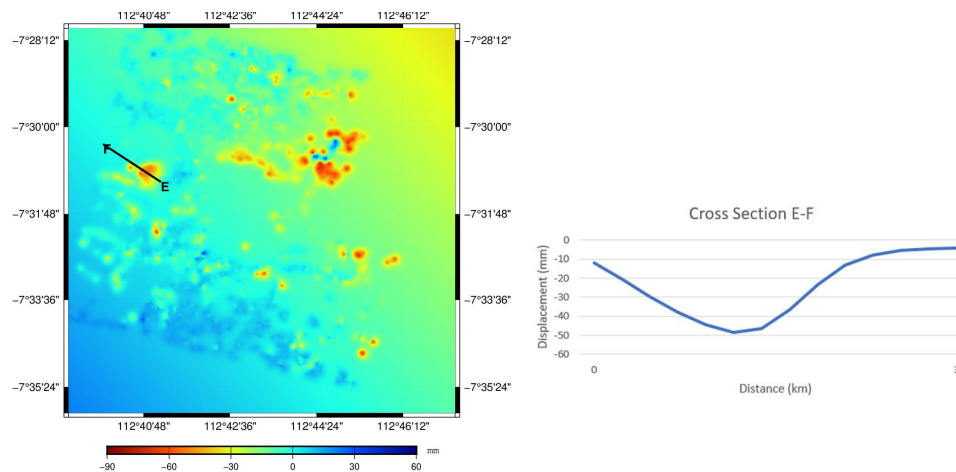 112°40'48" 112°42'36" 112°44'24" 112°46'12"
−7°28'12" −7°28'12"
−7°30'00" −7°30'00"
F
E
−7°31'48" −7°31'48"
−7°33'36" −7°33'36"
−7°35'24" −7°35'24"
112°40'48" 112°42'36" 112°44'24" 112°46'12"
mm
−90 −60 −30 0 30 60
Cross Section E-F
Displacement (mm)
0
-10
-20
-30
-40
-50
-60
0 3
Distance (km)